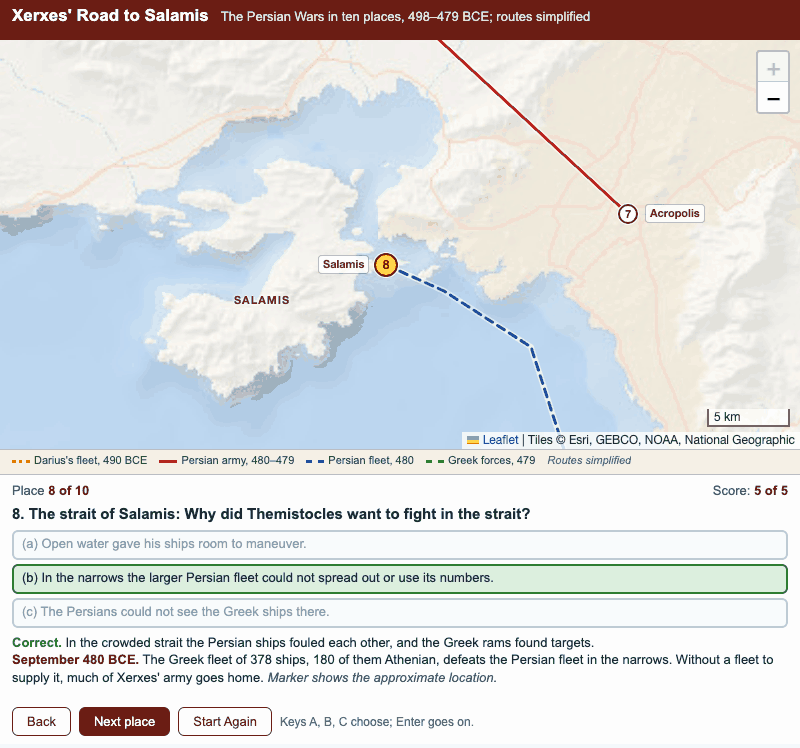 Xerxes' Road to Salamis The Persian Wars in ten places, 498–479 BCE; routes simplified
+
−
7 Acropolis
Salamis 8
SALAMIS
5 km
Leaflet | Tiles © Esri, GEBCO, NOAA, National Geographic
Darius's fleet, 490 BCE Persian army, 480–479 Persian fleet, 480 Greek forces, 479 Routes simplified
Place 8 of 10 Score: 5 of 5
8. The strait of Salamis: Why did Themistocles want to fight in the strait?
(a) Open water gave his ships room to maneuver.
(b) In the narrows the larger Persian fleet could not spread out or use its numbers.
(c) The Persians could not see the Greek ships there.
Correct. In the crowded strait the Persian ships fouled each other, and the Greek rams found targets.
September 480 BCE. The Greek fleet of 378 ships, 180 of them Athenian, defeats the Persian fleet in the narrows. Without a fleet to
supply it, much of Xerxes' army goes home. Marker shows the approximate location.
Back Next place Start Again Keys A, B, C choose; Enter goes on.